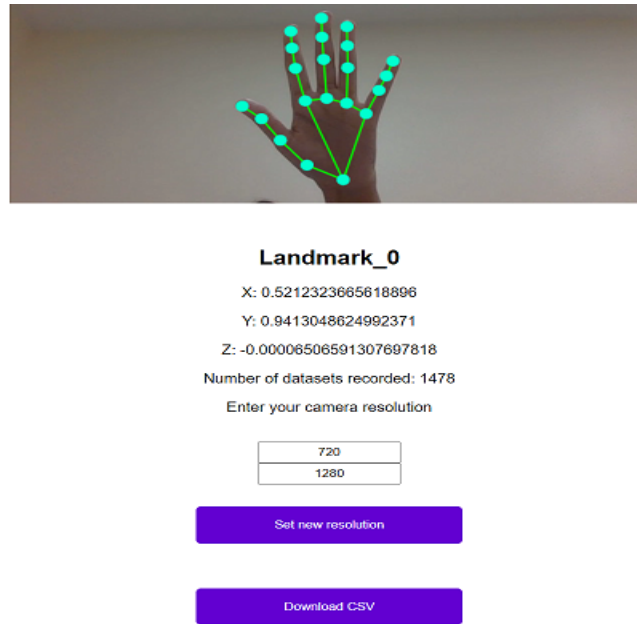 Landmark_0
X: 0.5212323665618896
Y: 0.9413048624992371
Z: -0.00006506591307697818
Number of datasets recorded: 1478
Enter your camera resolution
720
1280
Set new resolution
Download CSV